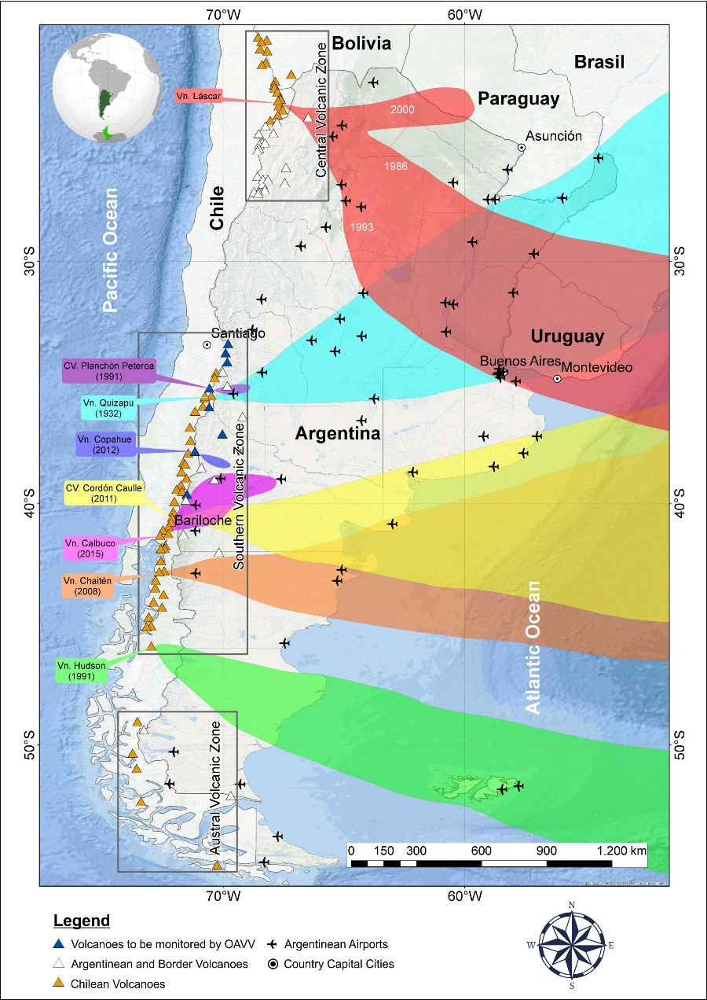 70°W
60°W
Bolivia
Brasil
Vn. Láscar
Central Volcanic Zone
2000
Paraguay
Asunción
1986
Pacific Ocean
Chile
1993
30°S
30°S
Santiago
Uruguay
Buenos Aires
Montevideo
CV. Planchón Peteroa
(1991)
Vn. Quizapu
(1932)
Argentina
Vn. Copahue
(2012)
Southern Volcanic Zone
CV. Cordón Caulle
(2011)
40°S
40°S
Bariloche
Vn. Calbuco
(2015)
Vn. Chaitén
(2008)
Atlantic Ocean
Vn. Hudson
(1991)
50°S
50°S
Austral Volcanic Zone
0 150 300 600 900 1.200 km
70°W
60°W
Legend
Volcanoes to be monitored by OAVV
Argentinean and Border Volcanoes
Chilean Volcanoes
Argentinean Airports
Country Capital Cities
N
W
E
S